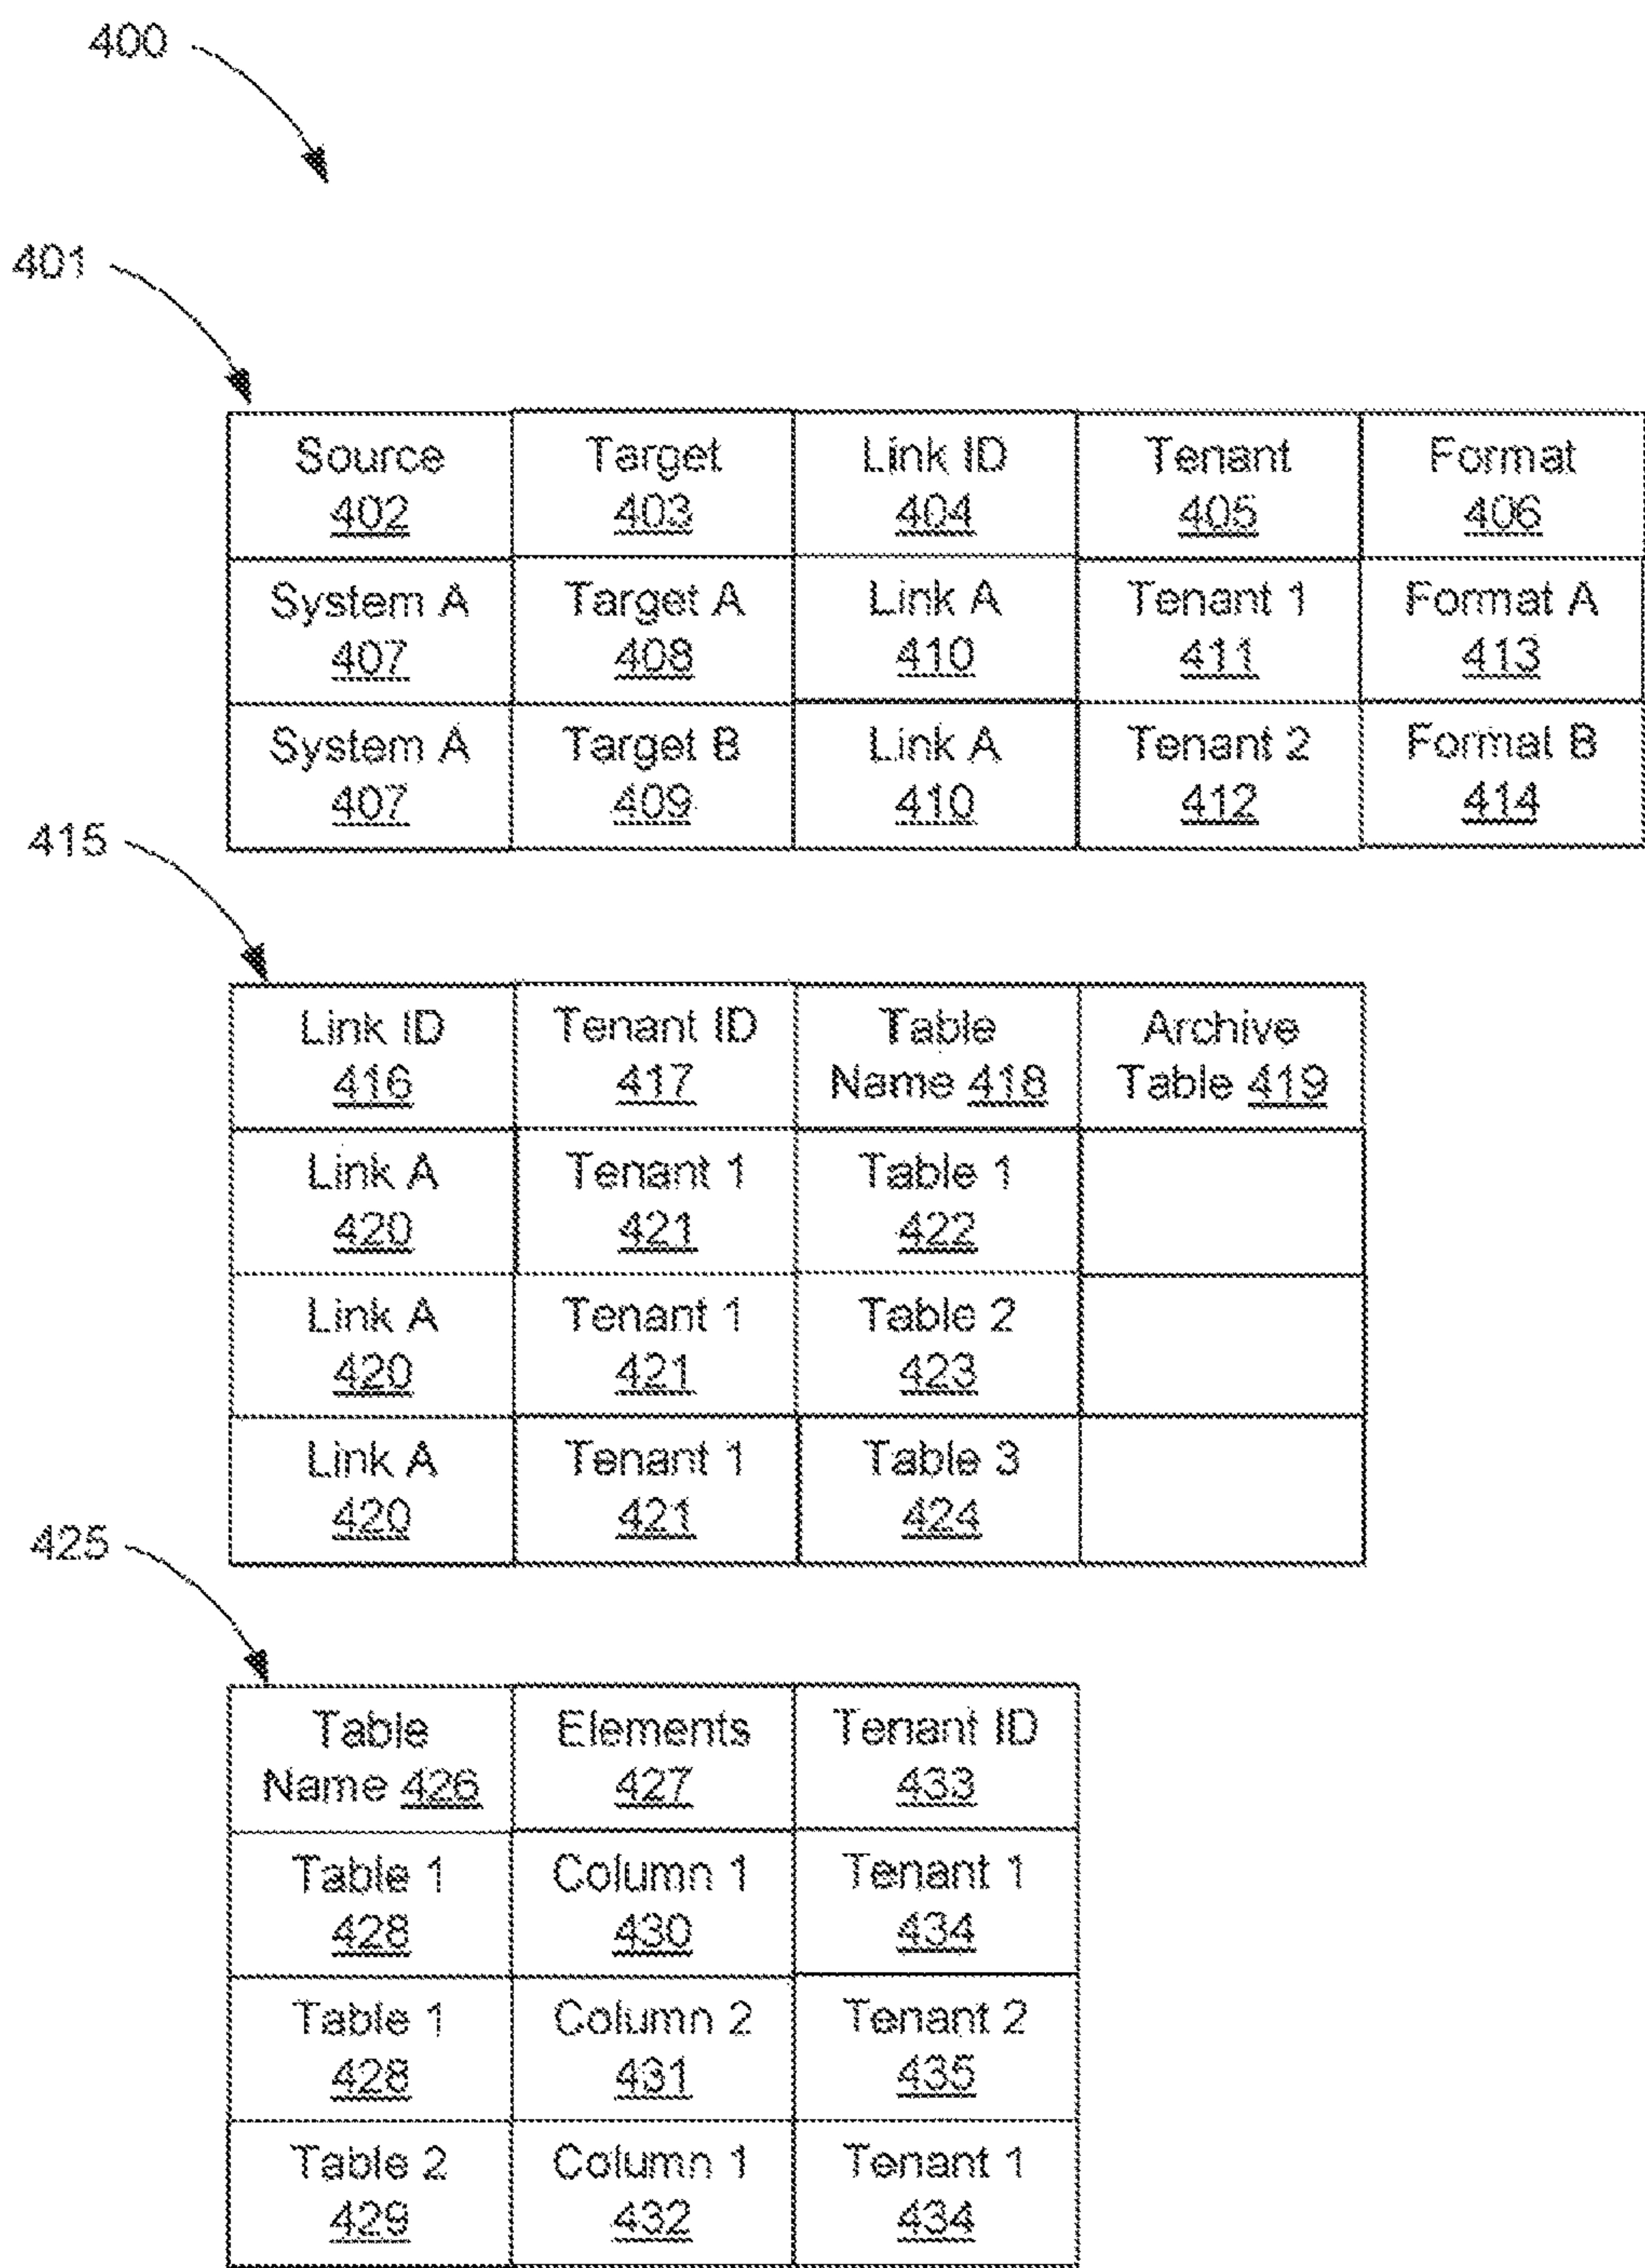 400
401
Source Target Link ID Tenant Format
402 403 404 405 406
System A Target A Link A Tenant 1 Format A
407 408 410 411 413
System A Target B Link A Tenant 2 Format B
407 409 410 412 414
415
Link ID Tenant ID Table Archive
416 417 Name 418 Table 419
Link A Tenant 1 Table 1
420 421 422
Link A Tenant 1 Table 2
420 421 423
Link A Tenant 1 Table 3
420 421 424
425
Table Elements Tenant ID
Name 426 427 433
Table 1 Column 1 Tenant 1
428 430 434
Table 1 Column 2 Tenant 2
428 431 435
Table 2 Column 1 Tenant 1
429 432 434